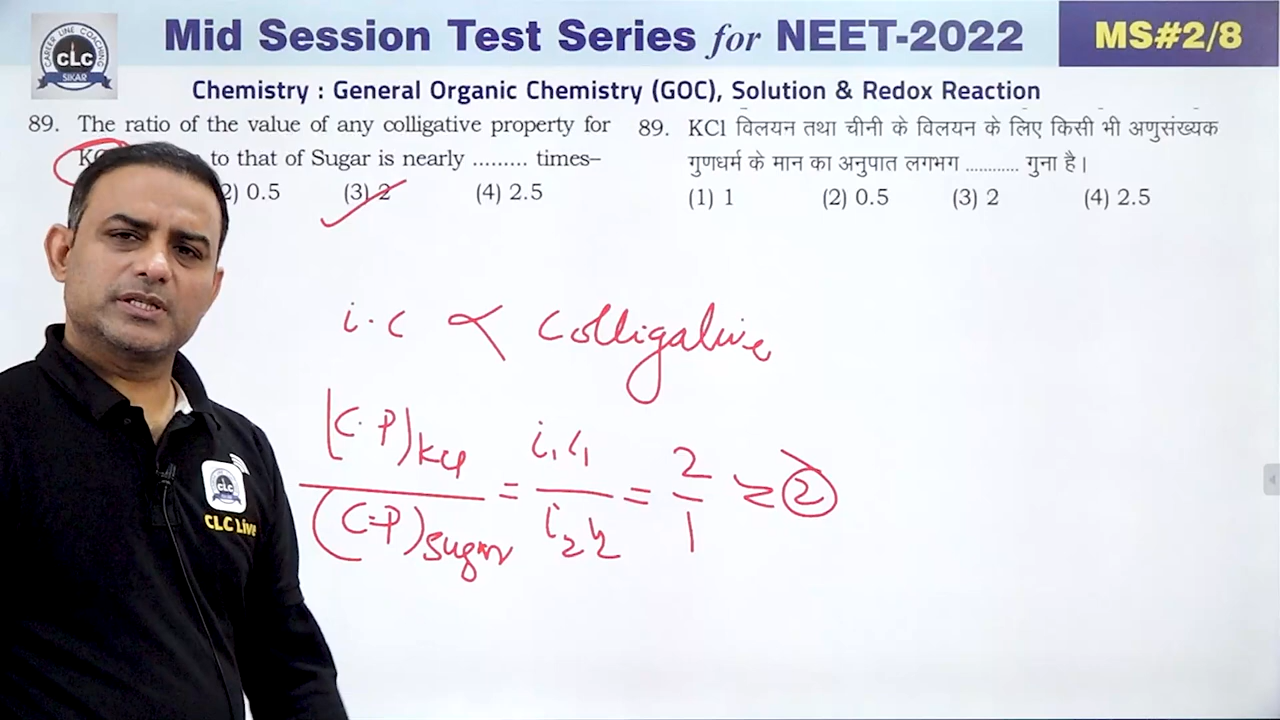 Mid Session Test Series for NEET-2022
MS#2/8
CAREER LINE COACHING
CLC
SIKAR
Chemistry : General Organic Chemistry (GOC), Solution & Redox Reaction
89. The ratio of the value of any colligative property for
to that of Sugar is nearly ......... times–
2) 0.5 (3) 2 (4) 2.5
89. KCl विलयन तथा चीनी के विलयन के लिए किसी भी अणुसंख्यक
गुणधर्म के मान का अनुपात लगभग ............ गुना है।
(1) 1 (2) 0.5 (3) 2 (4) 2.5
i.c ∝ colligative
(C.P)KCl / (C.P)Sugar = i₁c₁ / i₂c₂ = 2 / 1 ≈ 2
CLC Live